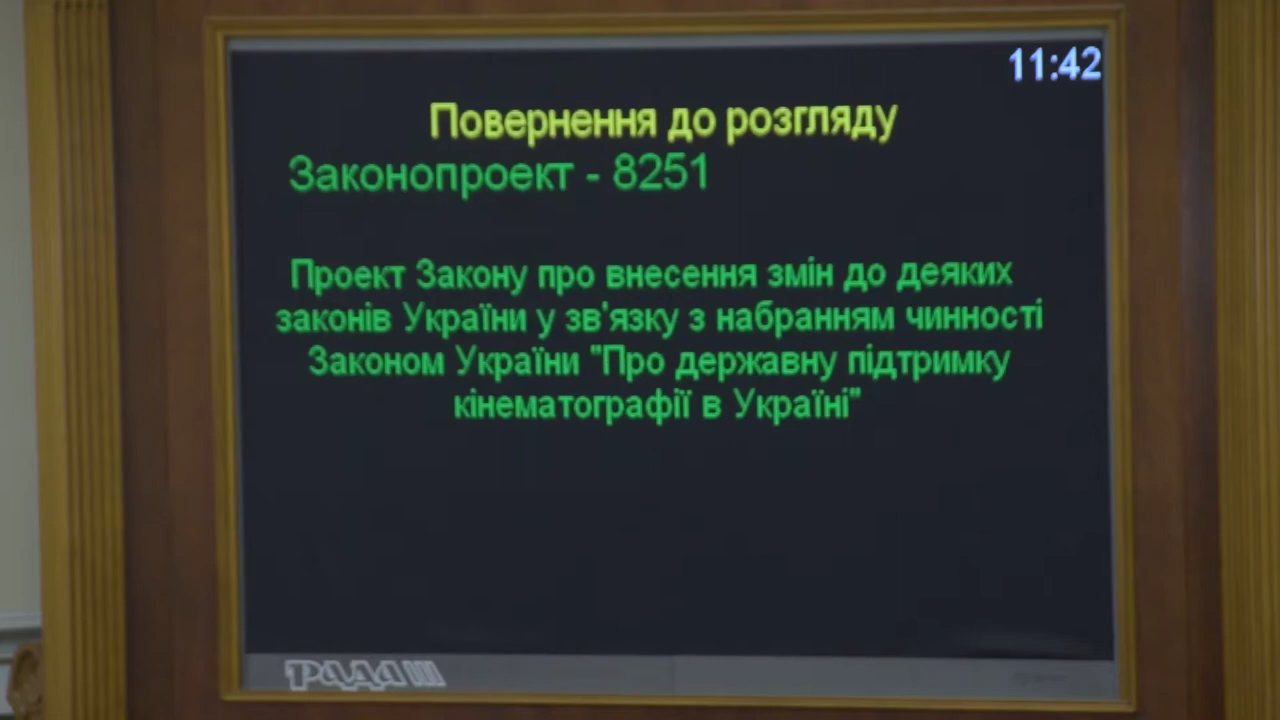 11:42
Повернення до розгляду
Законопроект - 8251
Проект Закону про внесення змін до деяких
законів України у зв'язку з набранням чинності
Законом України "Про державну підтримку
кінематографії в Україні"
РАДА III